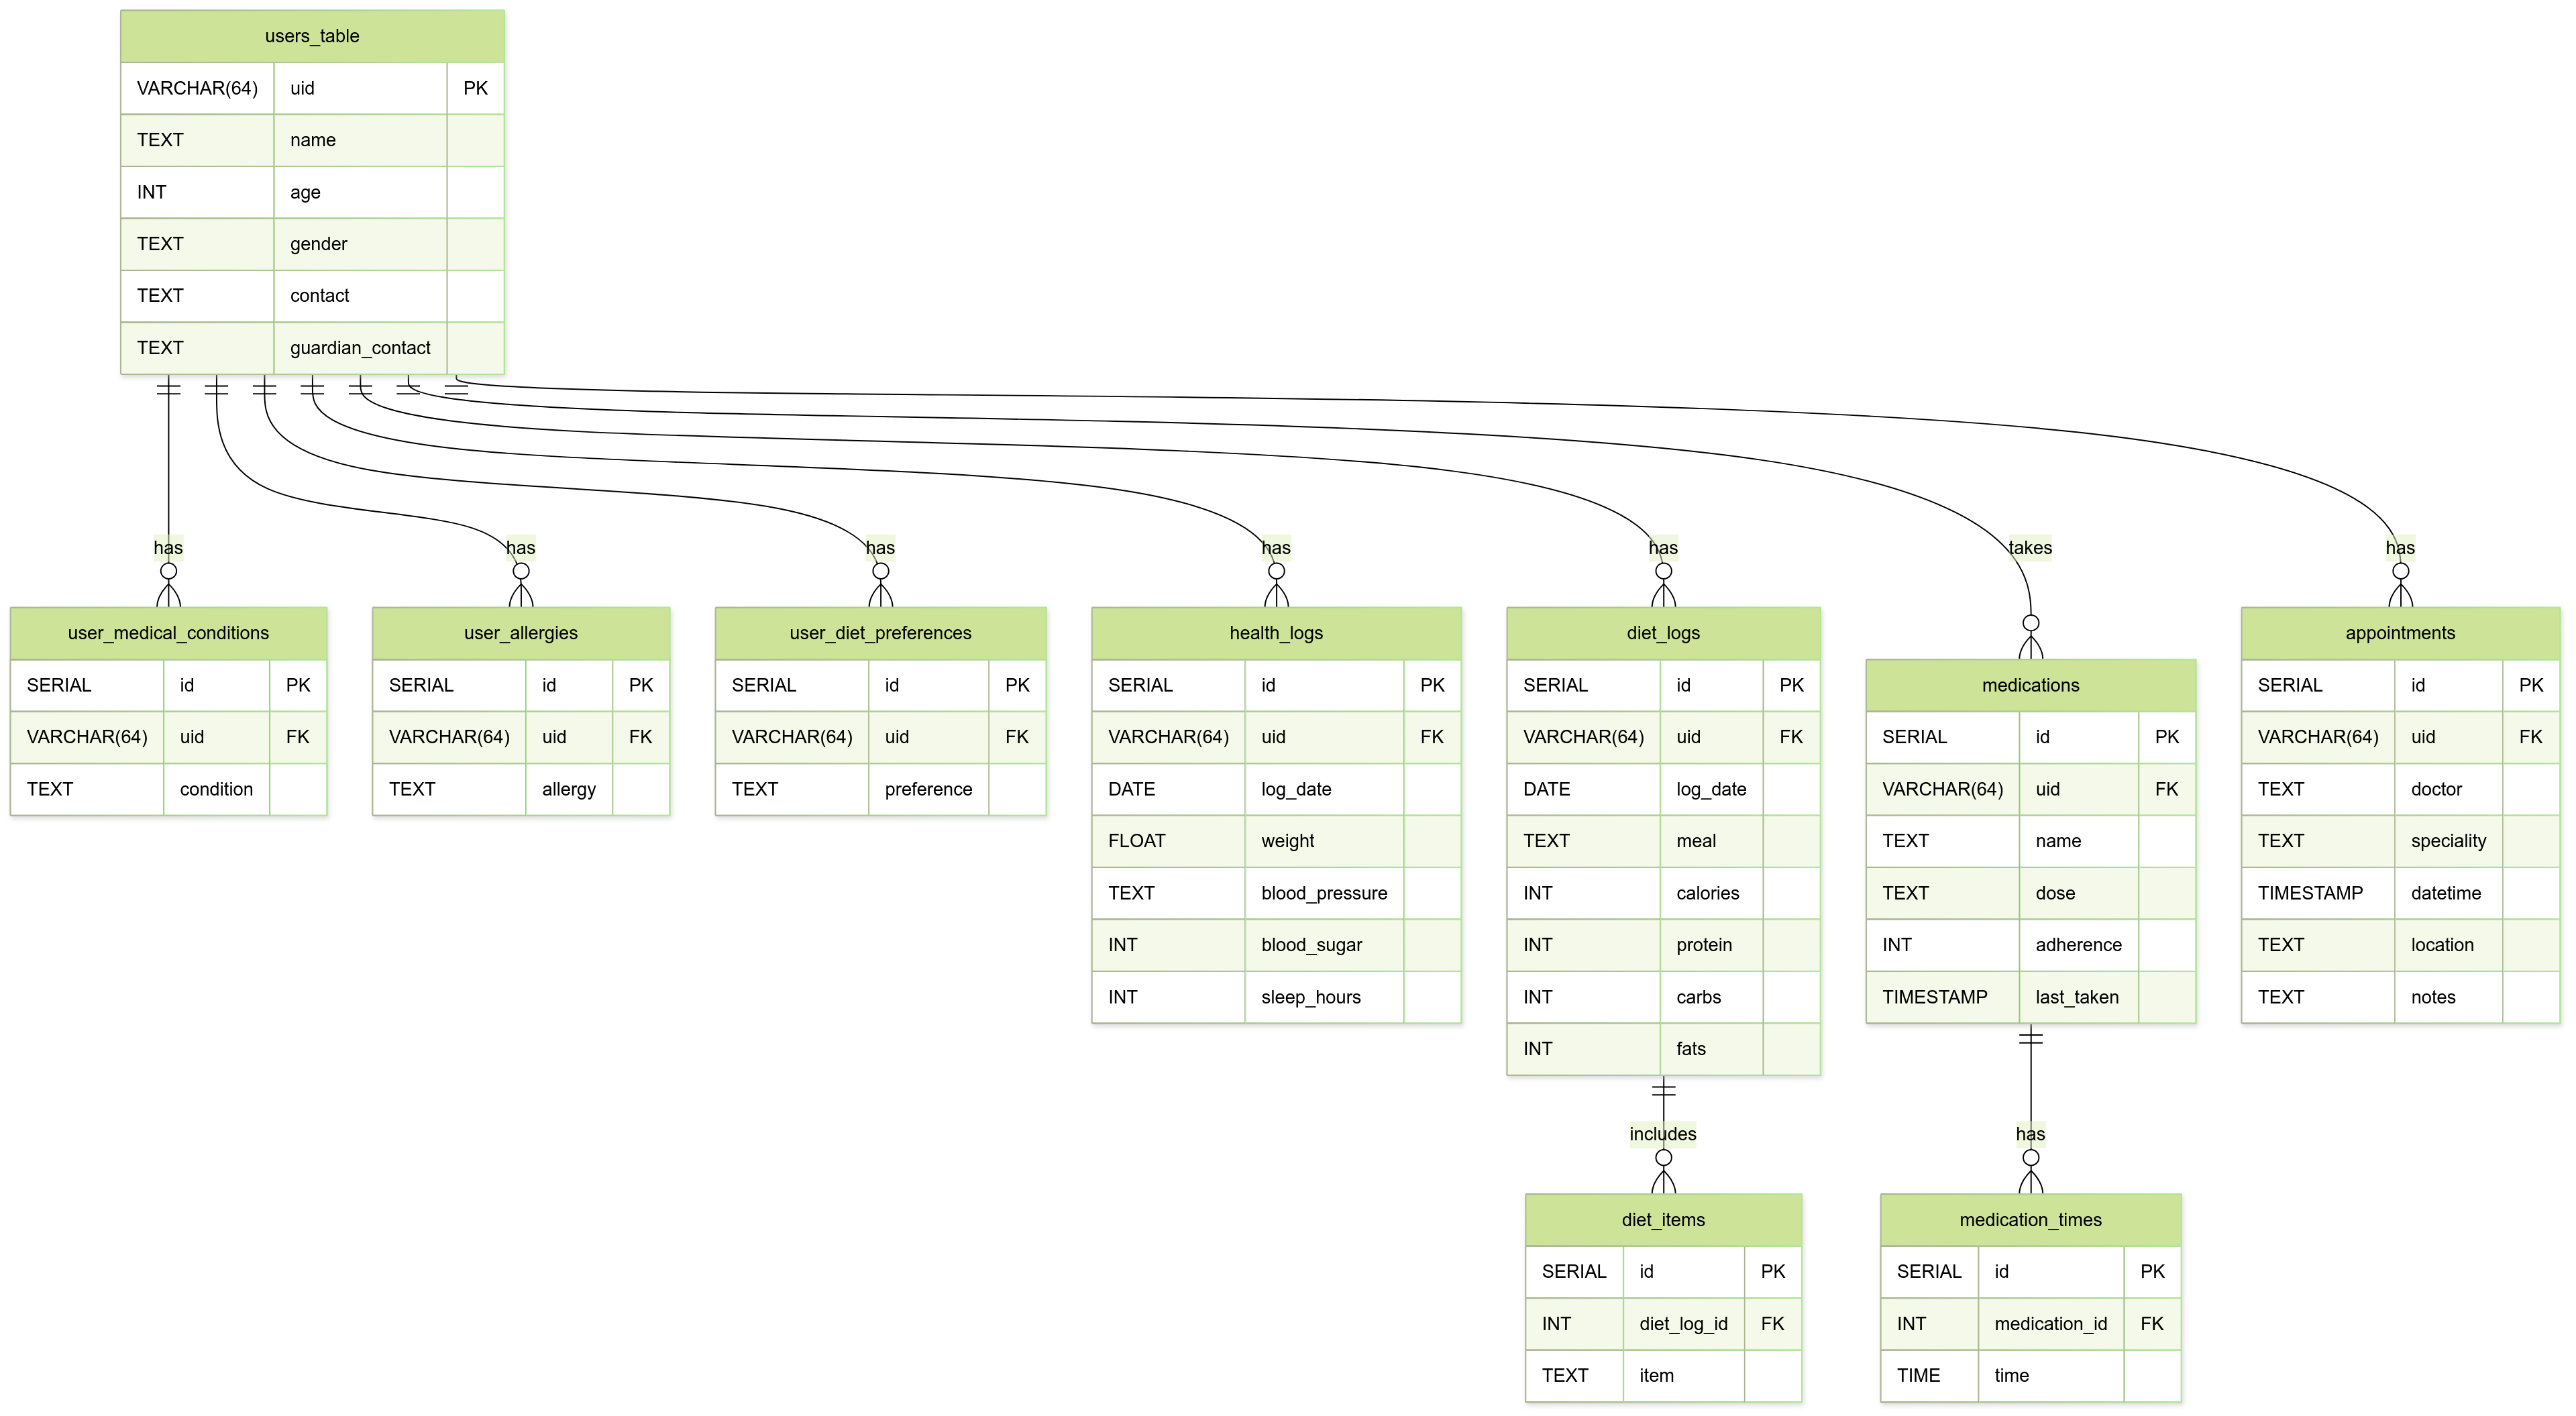 users_table
VARCHAR(64) uid PK
TEXT name
INT age
TEXT gender
TEXT contact
TEXT guardian_contact
has has has has has takes has
user_medical_conditions
SERIAL id PK
VARCHAR(64) uid FK
TEXT condition
user_allergies
SERIAL id PK
VARCHAR(64) uid FK
TEXT allergy
user_diet_preferences
SERIAL id PK
VARCHAR(64) uid FK
TEXT preference
health_logs
SERIAL id PK
VARCHAR(64) uid FK
DATE log_date
FLOAT weight
TEXT blood_pressure
INT blood_sugar
INT sleep_hours
diet_logs
SERIAL id PK
VARCHAR(64) uid FK
DATE log_date
TEXT meal
INT calories
INT protein
INT carbs
INT fats
medications
SERIAL id PK
VARCHAR(64) uid FK
TEXT name
TEXT dose
INT adherence
TIMESTAMP last_taken
appointments
SERIAL id PK
VARCHAR(64) uid FK
TEXT doctor
TEXT speciality
TIMESTAMP datetime
TEXT location
TEXT notes
includes has
diet_items
SERIAL id PK
INT diet_log_id FK
TEXT item
medication_times
SERIAL id PK
INT medication_id FK
TIME time